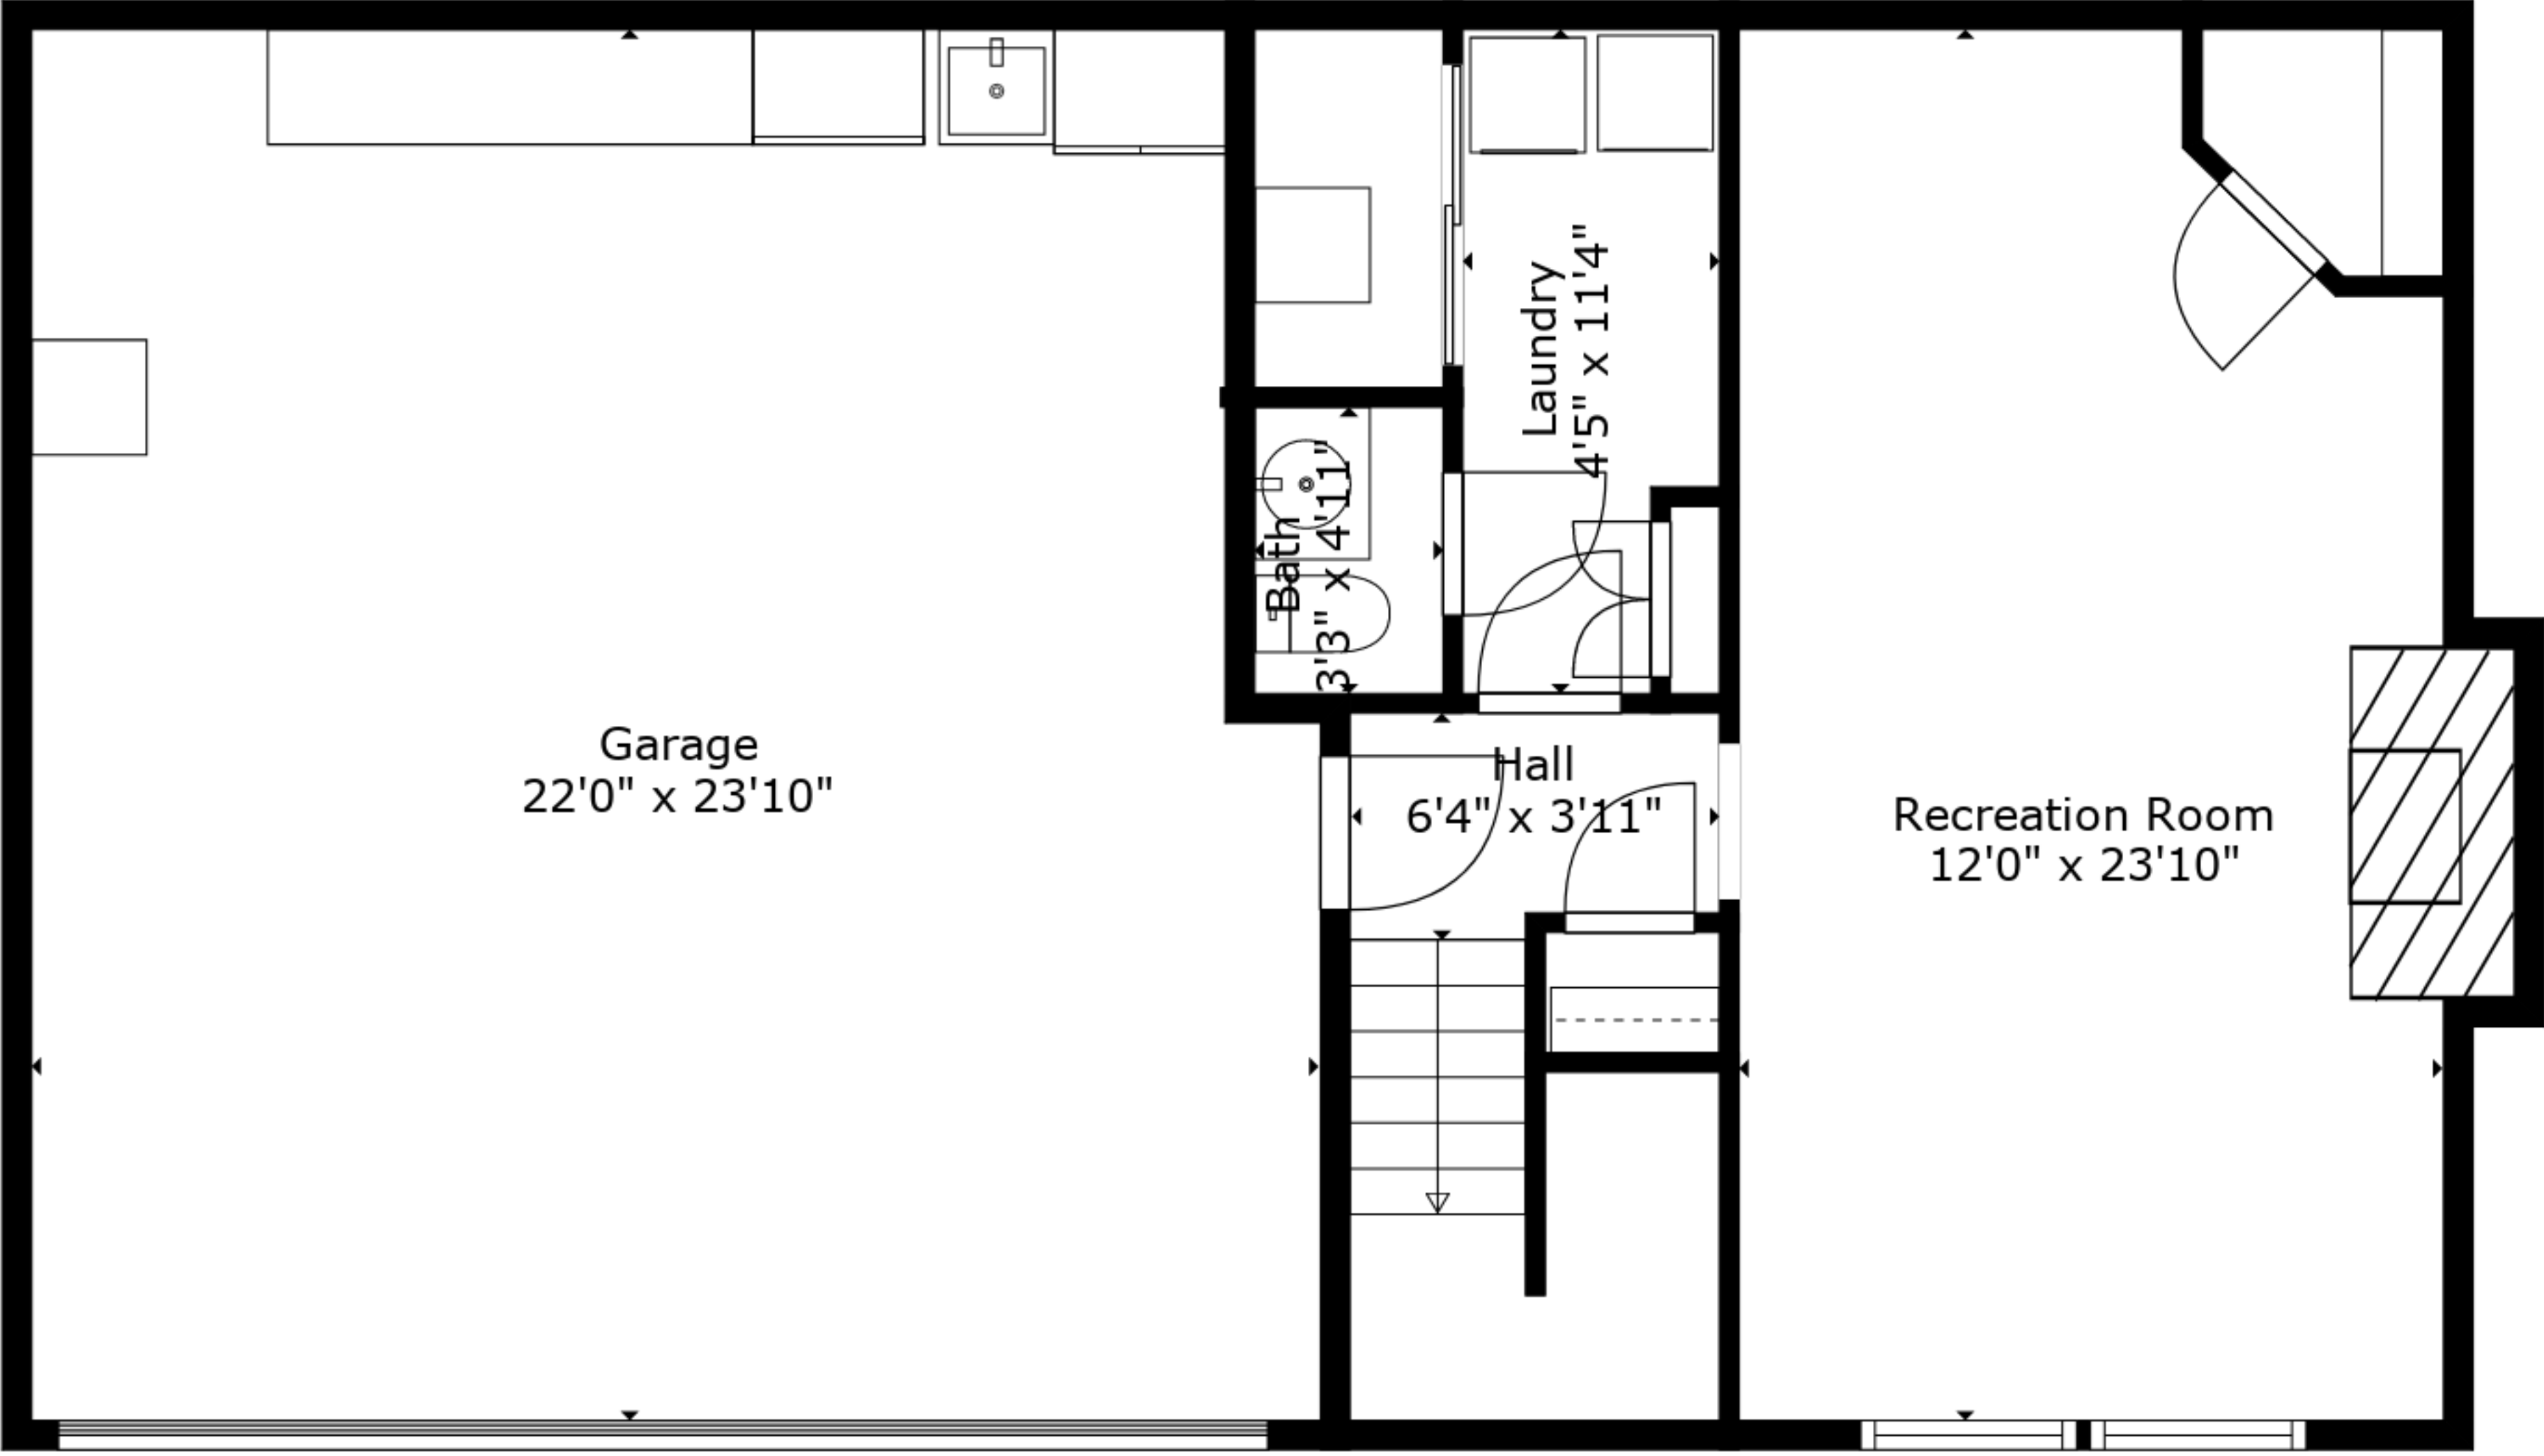 Garage
22'0" x 23'10"
Bath
3'3" x 4'11"
Laundry
4'5" x 11'4"
Hall
6'4" x 3'11"
Recreation Room
12'0" x 23'10"